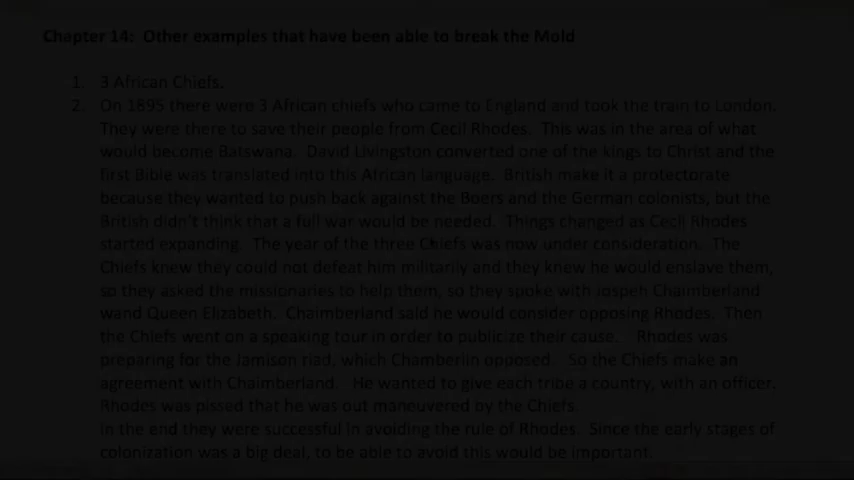 Chapter 14:  Other examples that have been able to break the Mold
1. 3 African Chiefs.
2. On 1895 there were 3 African chiefs who came to England and took the train to London.
They were there to save their people from Cecil Rhodes.  This was in the area of what
would become Batswana.  David Livingston converted one of the kings to Christ and the
first Bible was translated into this African language.  British make it a protectorate
because they wanted to push back against the Boers and the German colonists, but the
British didn't think that a full war would be needed.  Things changed as Cecil Rhodes
started expanding.  The year of the three Chiefs was now under consideration.  The
Chiefs knew they could not defeat him militarily and they knew he would enslave them,
so they asked the missionaries to help them, so they spoke with Iospeh Chaimberland
wand Queen Elizabeth.  Chaimberland said he would consider opposing Rhodes.  Then
the Chiefs went on a speaking tour in order to publicize their cause.   Rhodes was
preparing for the Jamison riad, which Chamberlin opposed.   So the Chiefs make an
agreement with Chaimberland.   He wanted to give each tribe a country, with an officer.
Rhodes was pissed that he was out maneuvered by the Chiefs.
In the end they were successful in avoiding the rule of Rhodes.  Since the early stages of
colonization was a big deal, to be able to avoid this would be important.